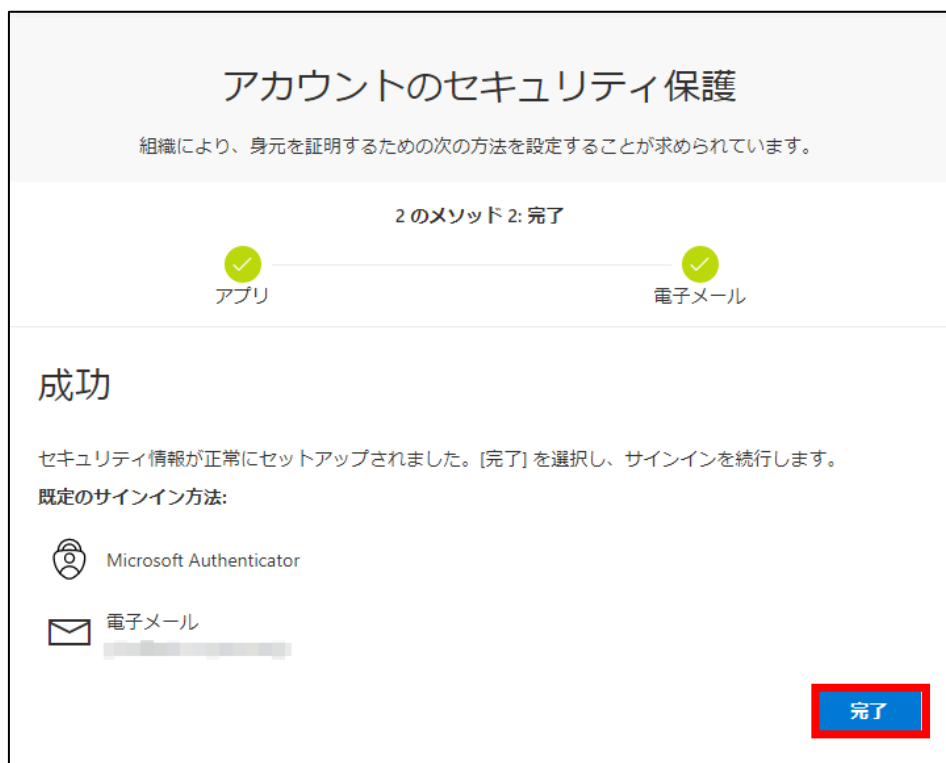 アカウントのセキュリティ保護
組織により、身元を証明するための次の方法を設定することが求められています。
2 のメソッド 2: 完了
アプリ
電子メール
成功
セキュリティ情報が正常にセットアップされました。[完了] を選択し、サインインを続行します。
既定のサインイン方法:
Microsoft Authenticator
電子メール
完了